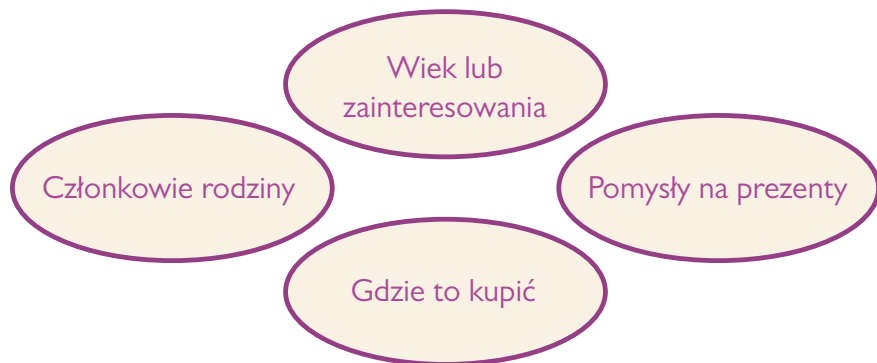 Wiek lub
zainteresowania
Członkowie rodziny
Pomysły na prezenty
Gdzie to kupić